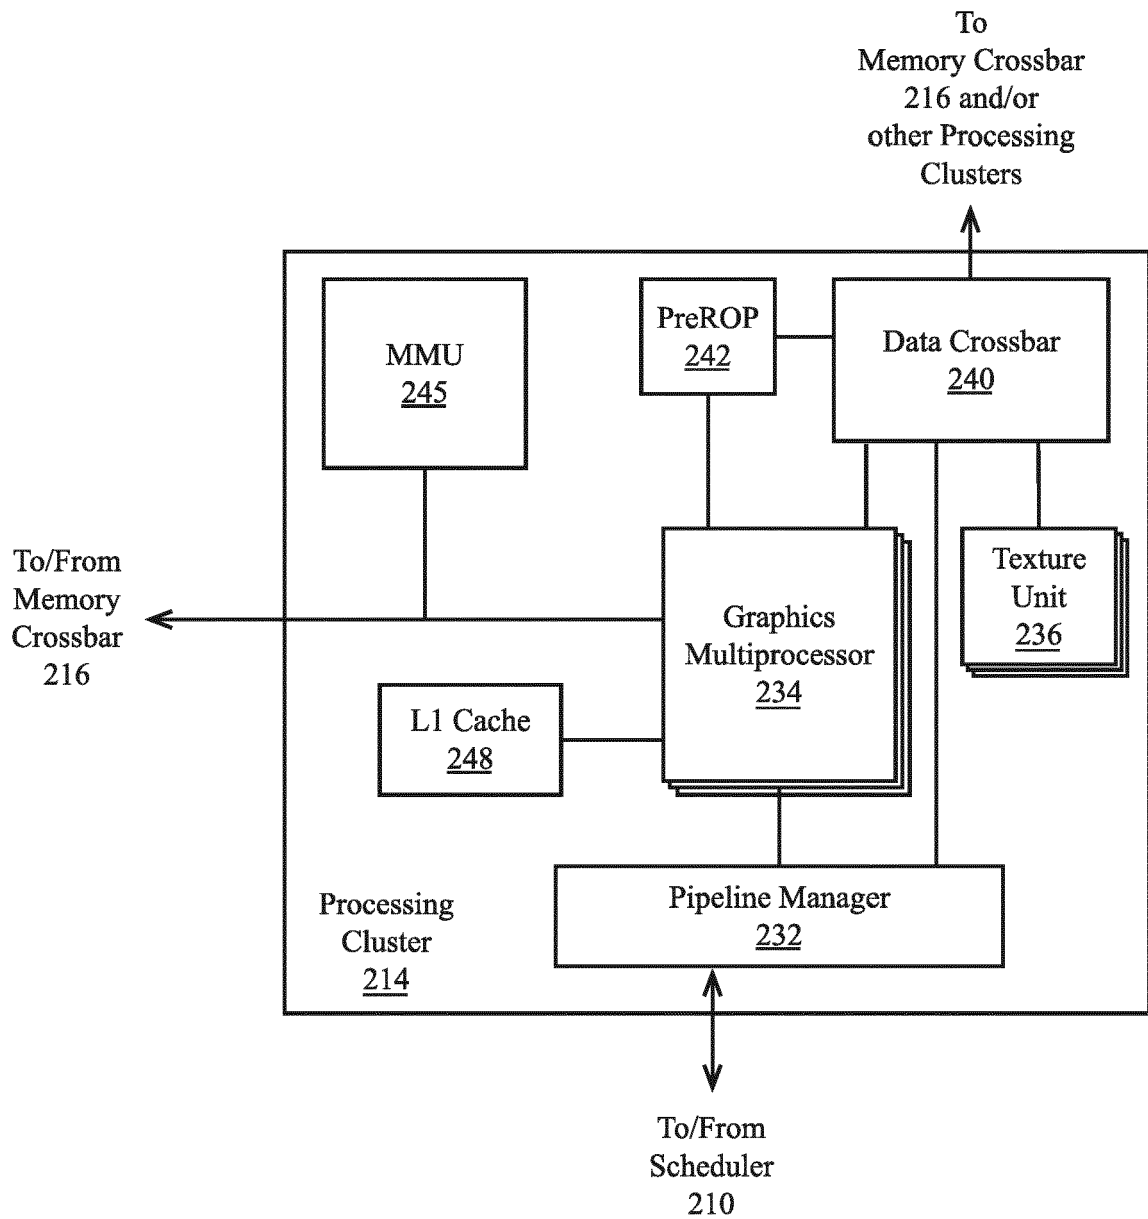 To
Memory Crossbar
216 and/or
other Processing
Clusters
MMU
245
PreROP
242
Data Crossbar
240
To/From
Memory
Crossbar
216
Graphics
Multiprocessor
234
Texture
Unit
236
L1 Cache
248
Pipeline Manager
232
Processing
Cluster
214
To/From
Scheduler
210